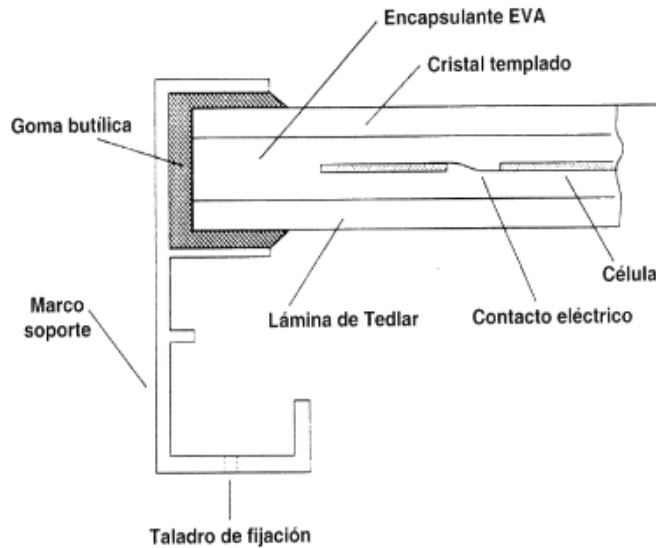 Encapsulante EVA
Cristal templado
Goma butílica
Célula
Marco
soporte
Lámina de Tedlar
Contacto eléctrico
Taladro de fijación